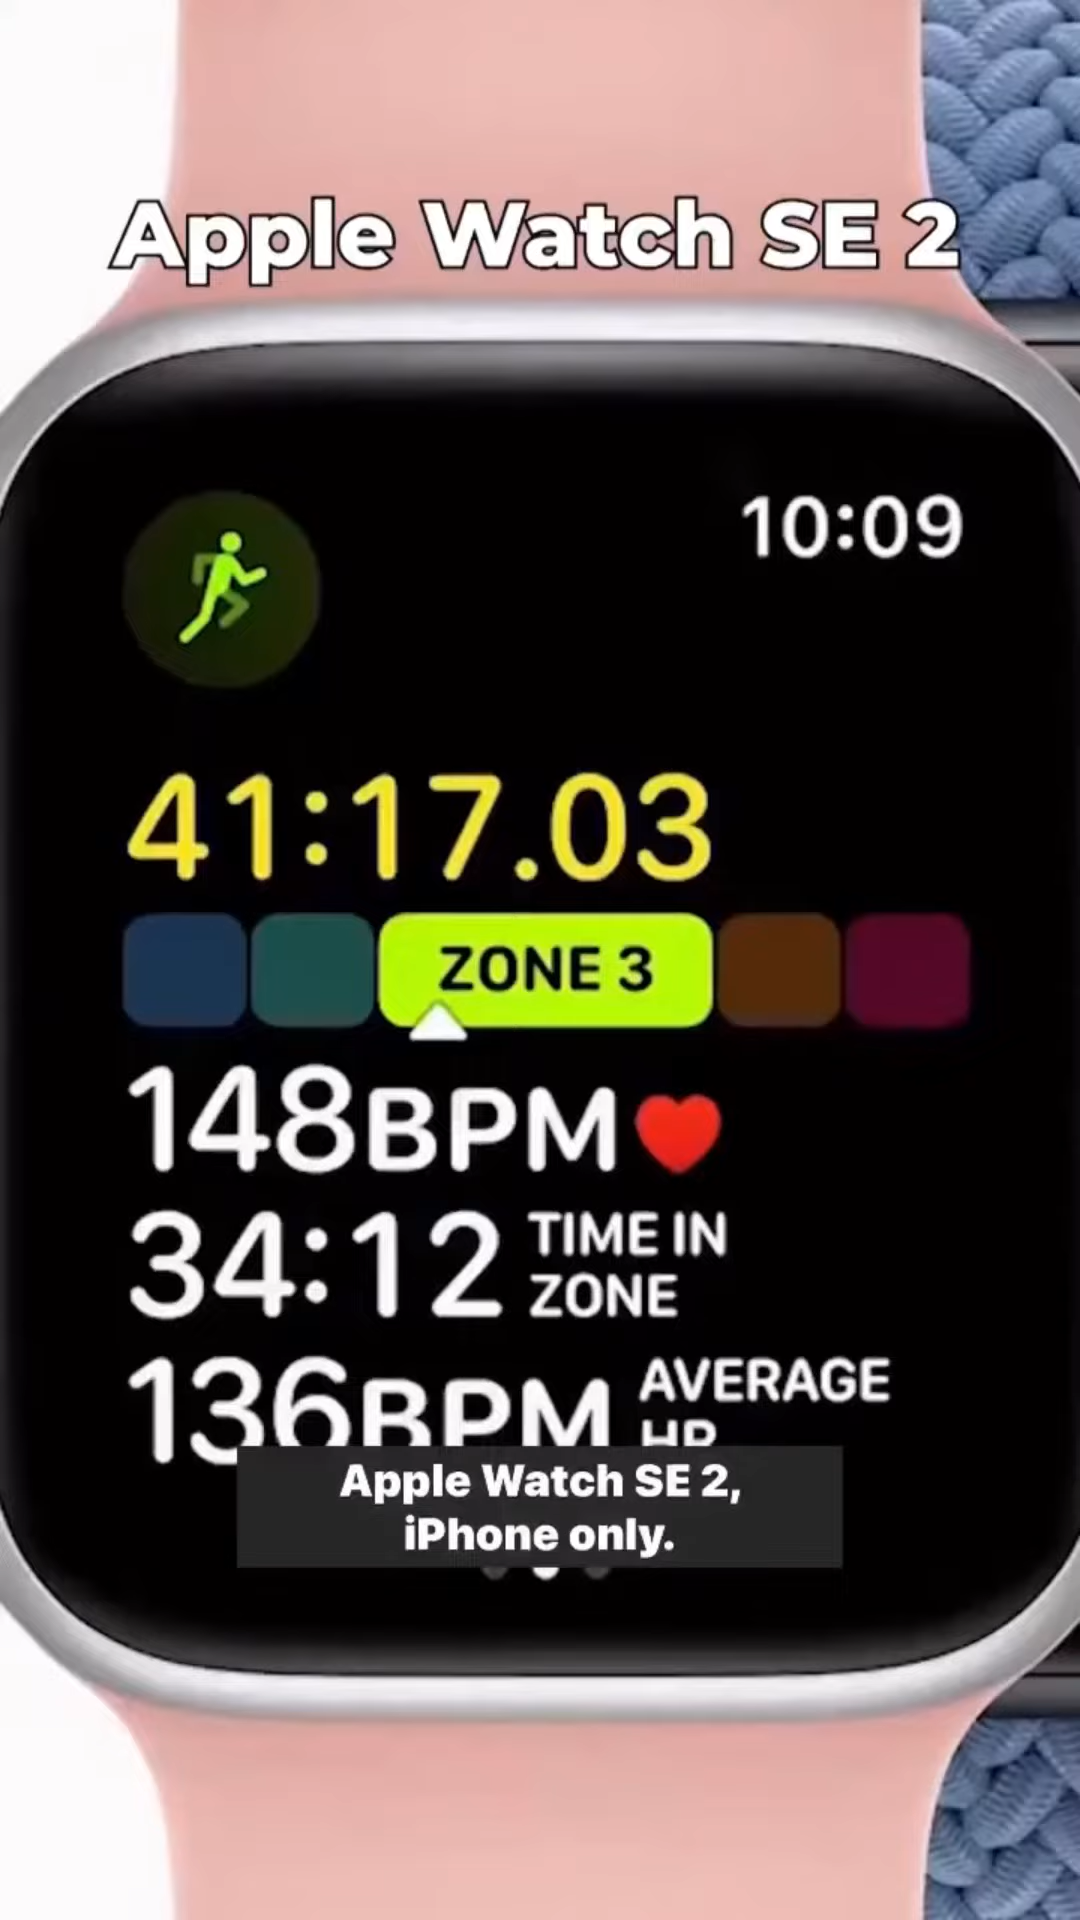 Apple Watch SE 2
10:09
41:17.03
ZONE 3
148BPM
34:12 TIME IN
ZONE
136BPM AVERAGE
HR
Apple Watch SE 2,
iPhone only.